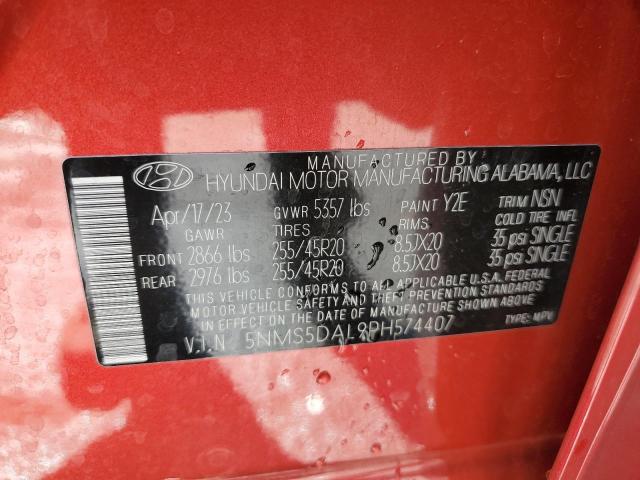 MANUFACTURED BY
HYUNDAI MOTOR MANUFACTURING ALABAMA, LLC
Apr/17/23 GVWR 5357 lbs PAINT Y2E TRIM NSN
GAWR TIRES RIMS COLD TIRE INFL
FRONT 2866 lbs 255/45R20 8.5JX20 35 psi SINGLE
REAR 2976 lbs 255/45R20 8.5JX20 35 psi SINGLE
THIS VEHICLE CONFORMS TO ALL APPLICABLE U.S.A. FEDERAL
MOTOR VEHICLE SAFETY AND THEFT PREVENTION STANDARDS
IN EFFECT ON THE DATE OF MANUFACTURE SHOWN ABOVE.
V.I.N 5NMS5DAL9PH574407 TYPE: MPV